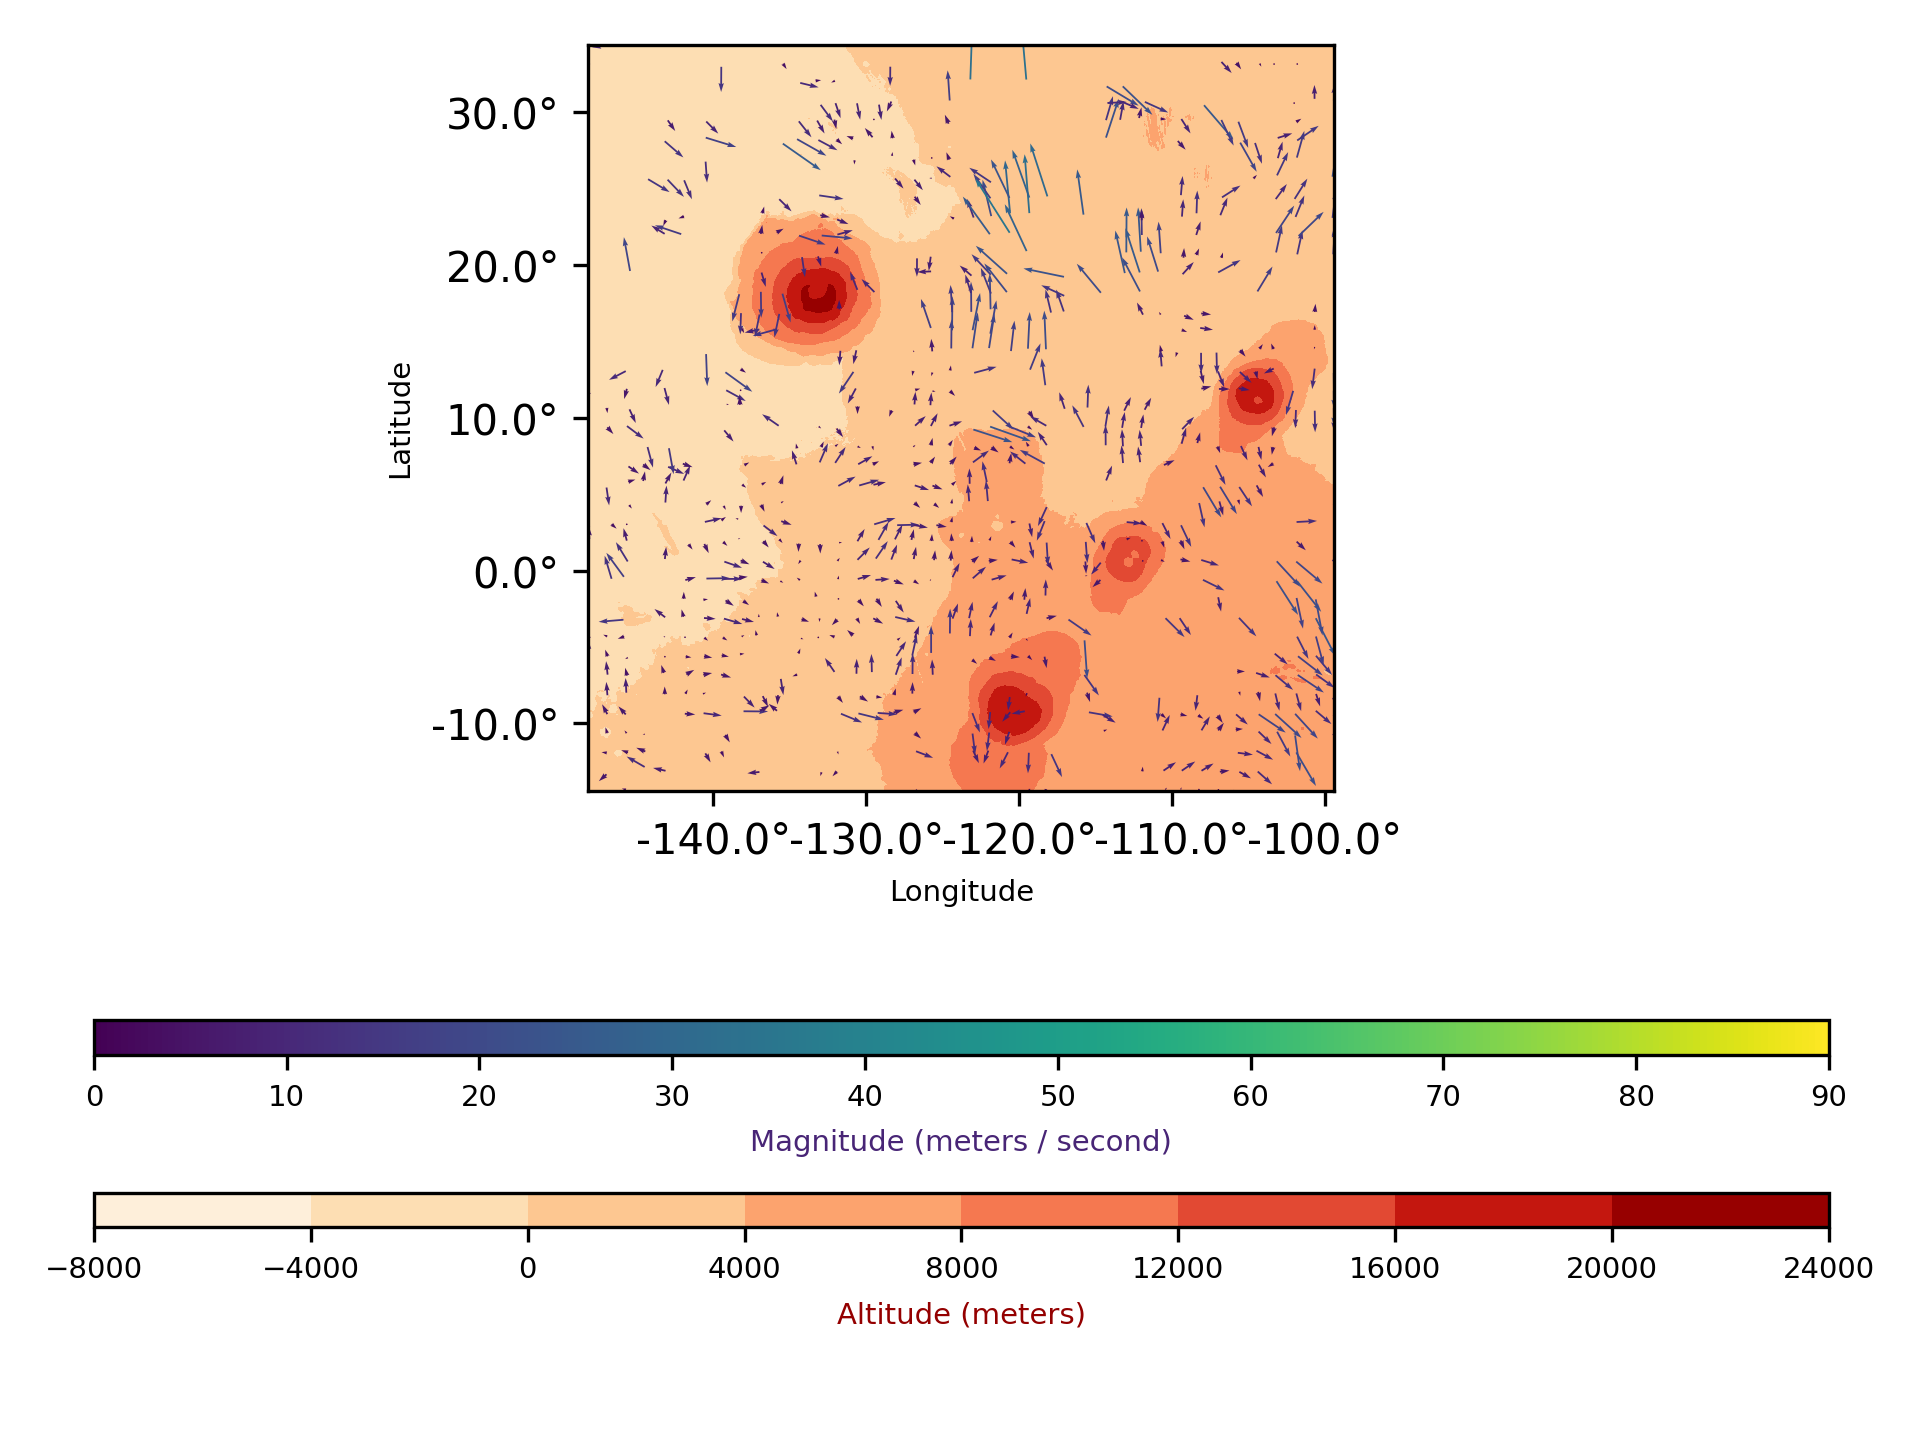 30.0°
20.0°
10.0°
0.0°
-10.0°
Latitude
-140.0° -130.0° -120.0° -110.0° -100.0°
Longitude
0 10 20 30 40 50 60 70 80 90
Magnitude (meters / second)
−8000 −4000 0 4000 8000 12000 16000 20000 24000
Altitude (meters)